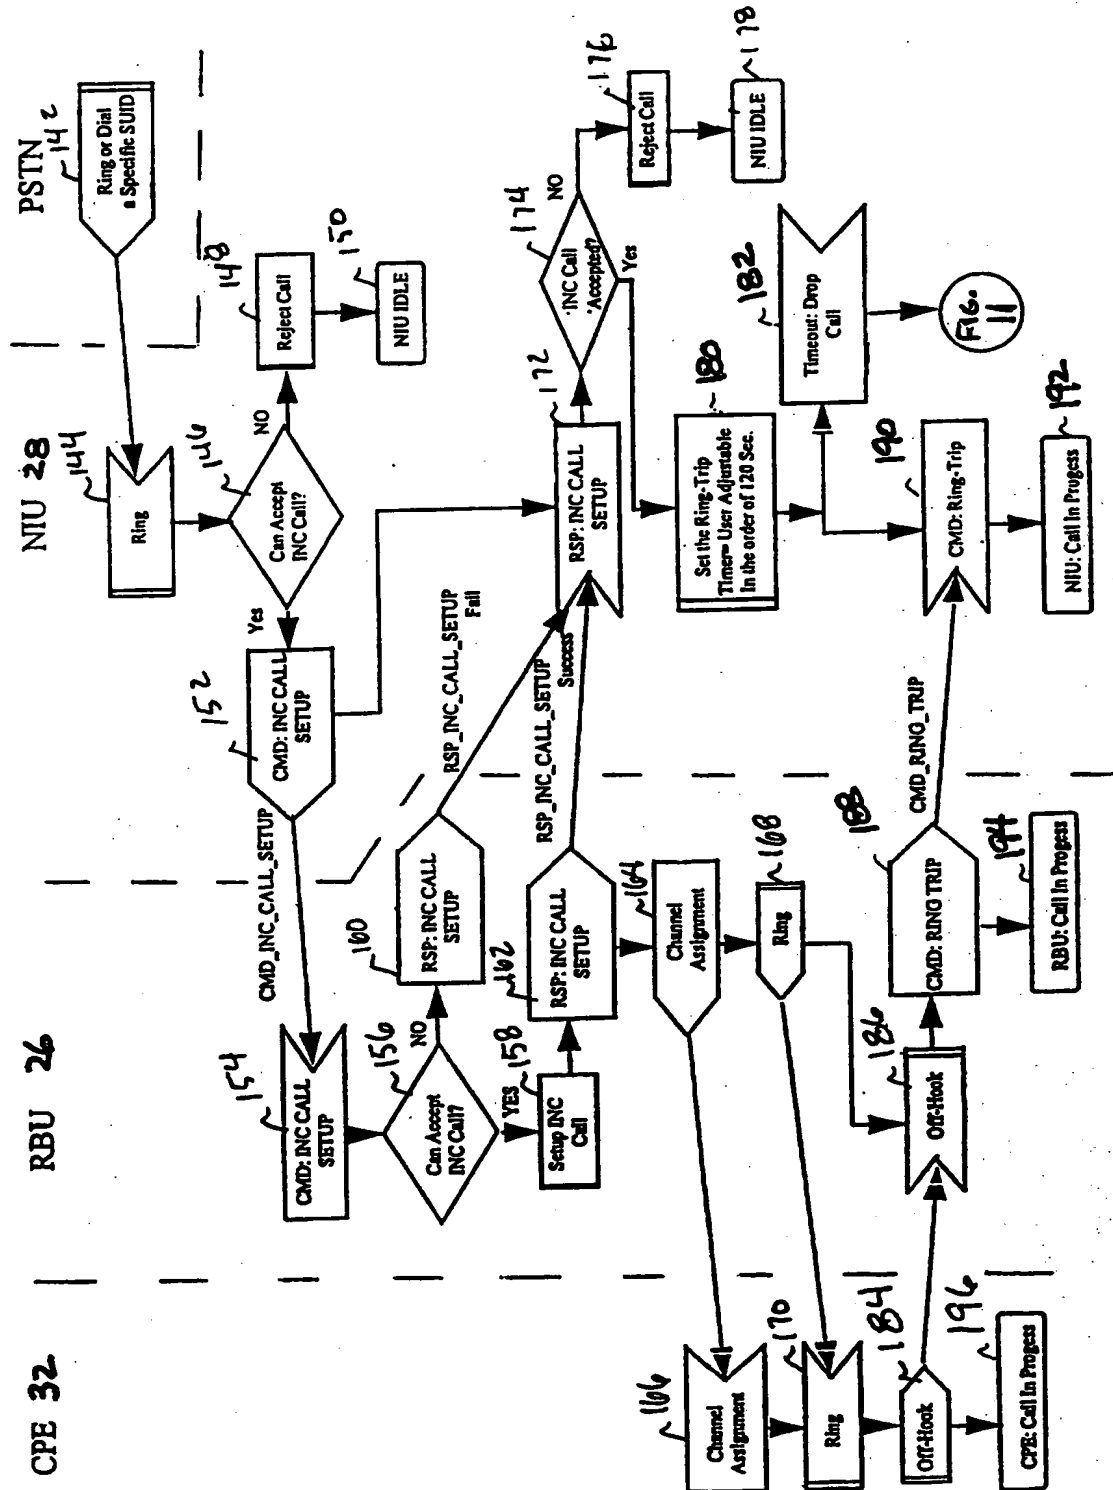 PSTN
142
Ring or Dial
a Specific SUID
NIU 28
144
Ring
146
Can Accept
INC Call?
NO
148
Reject Call
150
NIU IDLE
Yes
152
CMD: INC CALL
SETUP
CMD_INC_CALL_SETUP
RBU 26
154
CMD: INC CALL
SETUP
156
Can Accept
INC Call?
NO
160
RSP: INC CALL
SETUP
RSP_INC_CALL_SETUP
Fail
YES
158
Setup INC
Call
162
RSP: INC CALL
SETUP
RSP_INC_CALL_SETUP
Success
172
RSP: INC CALL
SETUP
174
'INC Call
'Accepted?
NO
176
Reject Call
178
NIU IDLE
Yes
180
Set the Ring-Trip
Timer= User Adjustable
In the order of 120 Sec.
182
Timeout: Drop
Call
FIG.
11
164
Channel
Assignment
168
Ring
CPE 32
166
Channel
Assignment
170
Ring
184
Off-Hook
186
Off-Hook
188
CMD: RING TRIP
CMD_RING_TRIP
190
CMD: Ring-Trip
192
NIU: Call In Progess
194
RBU: Call In Progess
196
CPE: Call In Progess